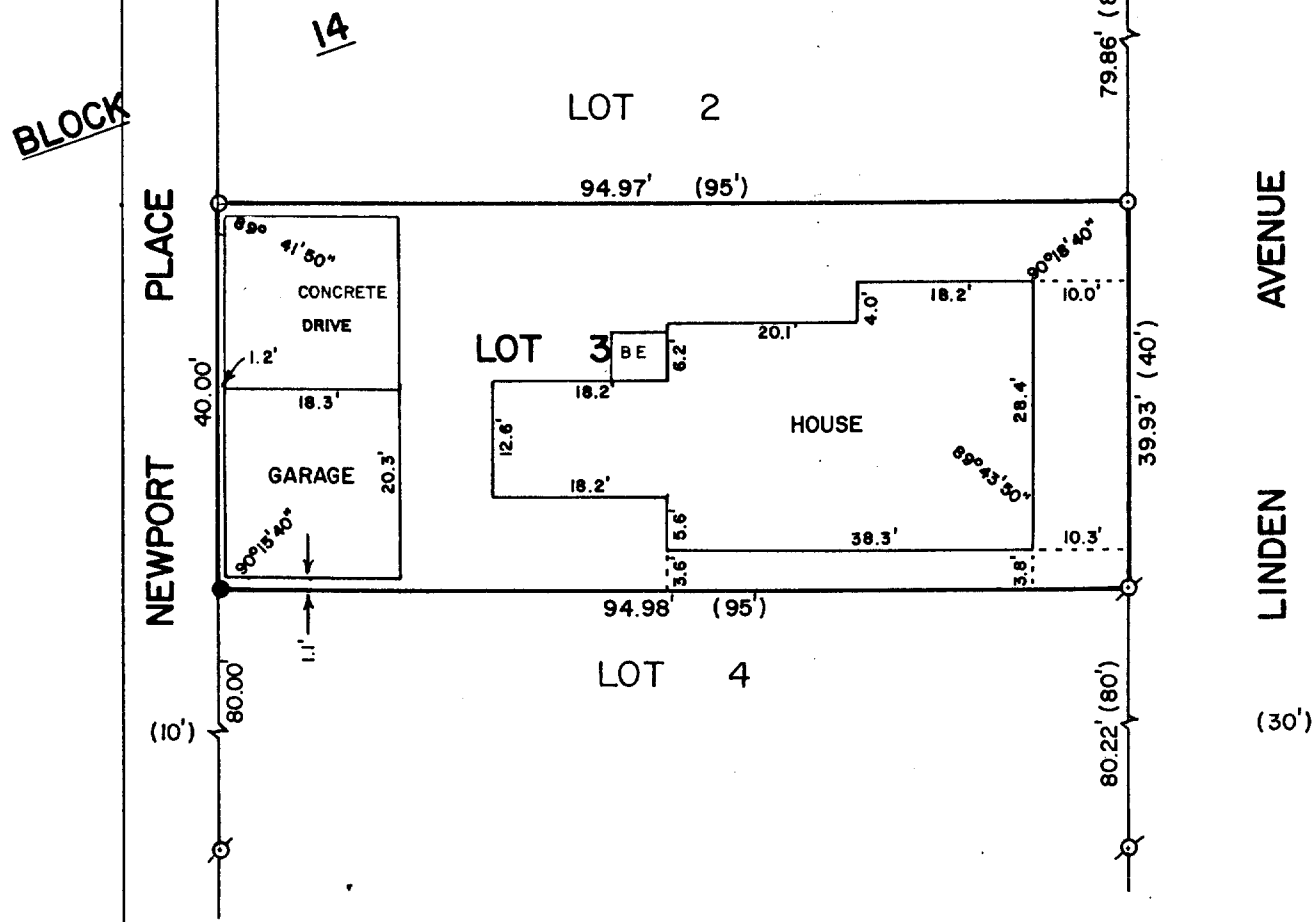 14
BLOCK
79.86' (8
LOT 2
94.97' (95')
NEWPORT PLACE
LINDEN AVENUE
89° 41'50"
90°18'40"
CONCRETE
DRIVE
18.2'
10.0'
4.0'
20.1'
LOT 3
BE
6.2'
1.2'
40.00'
18.3'
18.2'
28.4'
39.93' (40')
HOUSE
12.6'
GARAGE
20.3'
89°43'50"
18.2'
90°15'40"
5.6'
38.3'
10.3'
3.6'
3.8'
94.98' (95')
1.1'
LOT 4
80.00'
(10')
80.22' (80')
(30')